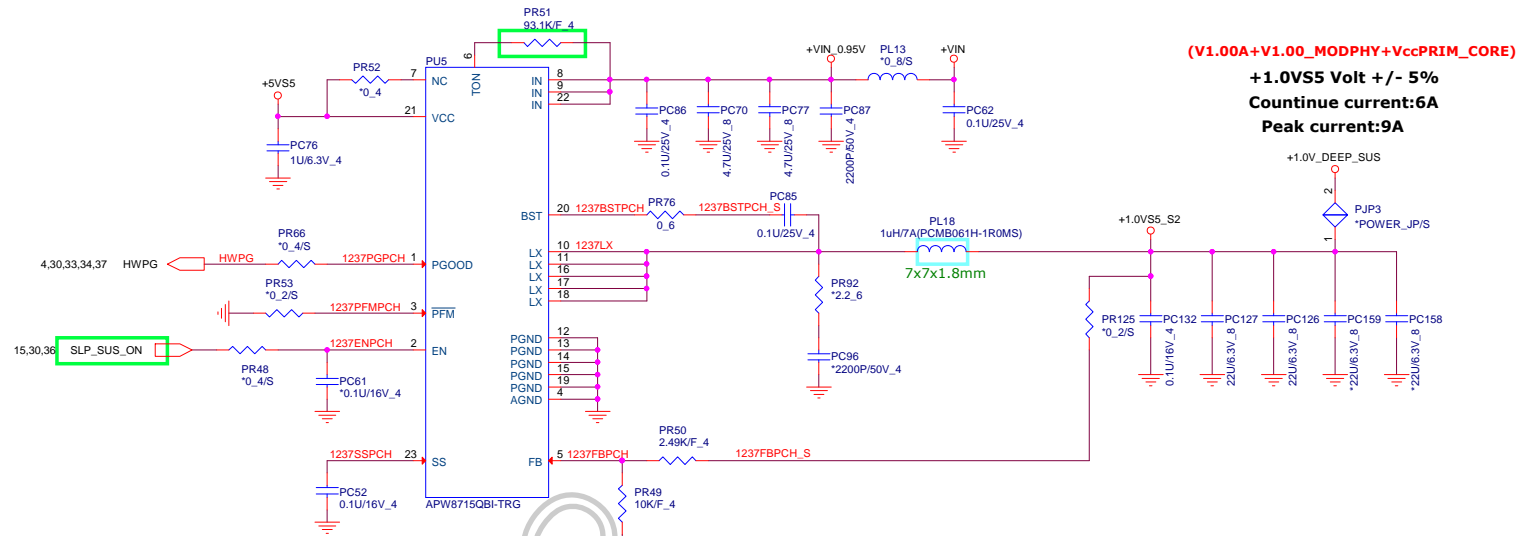 PR51
93.1K/F_4
PU5
6
TON
+VIN_0.95V
PL13
*0_8/S
+VIN
(V1.00A+V1.00_MODPHY+VccPRIM_CORE)
+1.0VS5 Volt +/- 5%
Countinue current:6A
Peak current:9A
+5VS5
PR52
*0_4
7
NC
8
IN
9
IN
22
IN
21
VCC
PC76
1U/6.3V_4
PC86
0.1U/25V_4
PC70
4.7U/25V_8
PC77
4.7U/25V_8
PC87
2200P/50V_4
PC62
0.1U/25V_4
+1.0V_DEEP_SUS
2
PJP3
*POWER_JP/S
1
BST
20
1237BSTPCH
PR76
0_6
1237BSTPCH_S
PC85
0.1U/25V_4
PL18
1uH/7A(PCMB061H-1R0MS)
7x7x1.8mm
+1.0VS5_S2
LX
10
1237LX
LX
11
LX
16
LX
17
LX
18
4,30,33,34,37
HWPG
HWPG
PR66
*0_4/S
1237PGPCH
1
PGOOD
PR53
*0_2/S
1237PFMPCH
3
PFM
PR92
*2.2_6
PC96
*2200P/50V_4
15,30,36
SLP_SUS_ON
PR48
*0_4/S
1237ENPCH
2
EN
PC61
*0.1U/16V_4
PGND
12
PGND
13
PGND
14
PGND
15
PGND
19
AGND
4
PR125
*0_2/S
PC132
0.1U/16V_4
PC127
22U/6.3V_8
PC126
22U/6.3V_8
PC159
*22U/6.3V_8
PC158
*22U/6.3V_8
1237SSPCH
23
SS
PC52
0.1U/16V_4
FB
5
1237FBPCH
PR50
2.49K/F_4
1237FBPCH_S
PR49
10K/F_4
APW8715QBI-TRG